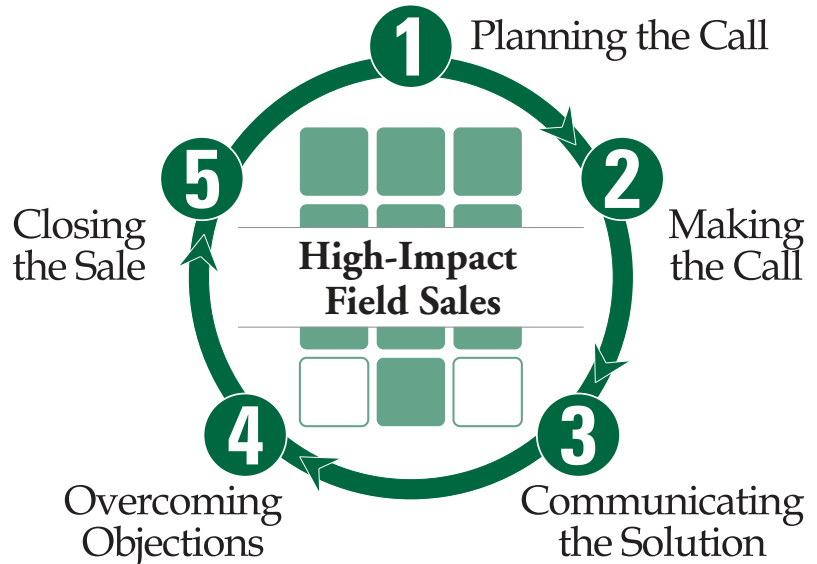 1
Planning the Call
2
Making
the Call
3
Communicating
the Solution
4
Overcoming
Objections
5
Closing
the Sale
High-Impact
Field Sales